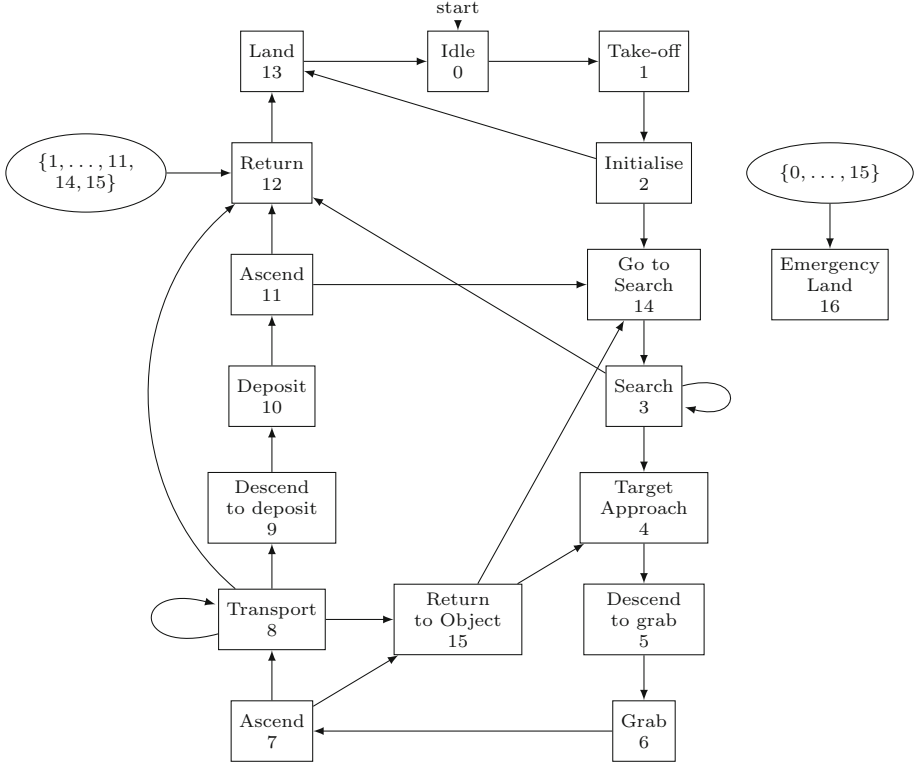 start
Land
13
Idle
0
Take-off
1
{1, . . . , 11,
14, 15}
Return
12
Initialise
2
{0, . . . , 15}
Ascend
11
Go to
Search
14
Emergency
Land
16
Deposit
10
Search
3
Descend
to deposit
9
Target
Approach
4
Transport
8
Return
to Object
15
Descend
to grab
5
Ascend
7
Grab
6